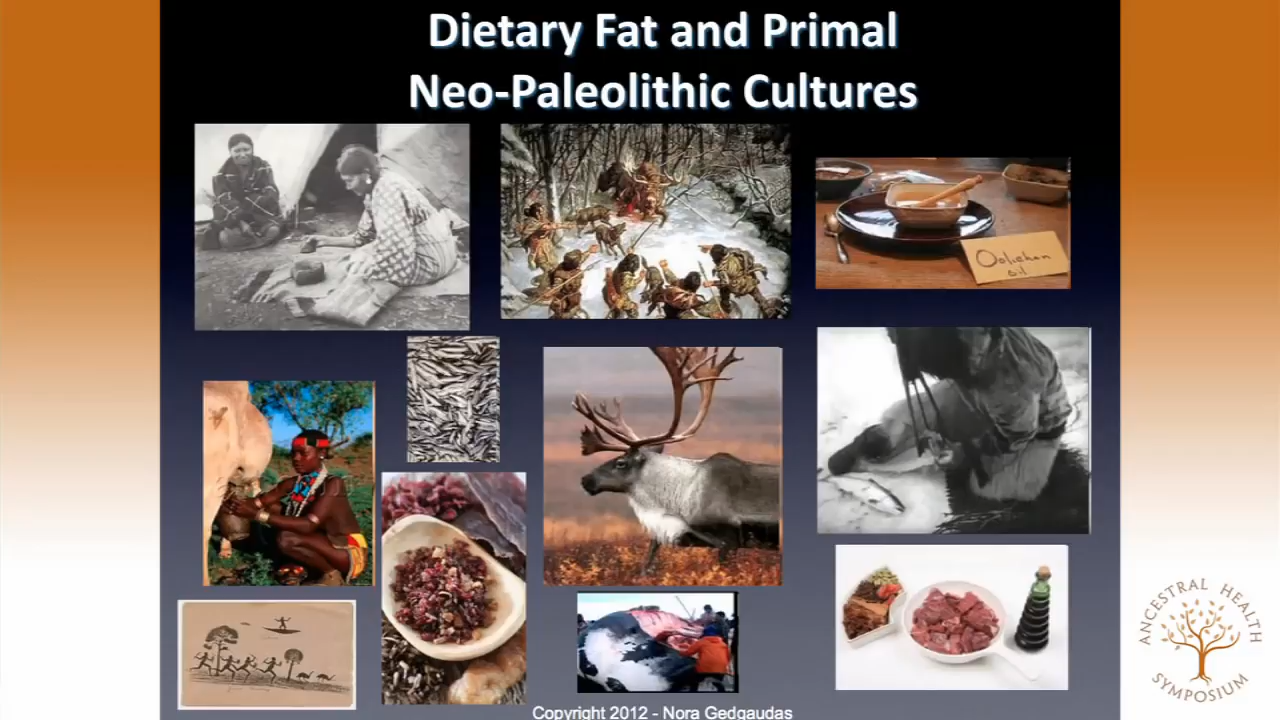 Dietary Fat and Primal
Neo-Paleolithic Cultures
Oolichan
oil
ANCESTRAL HEALTH
SYMPOSIUM
Copyright 2012 - Nora Gedgaudas